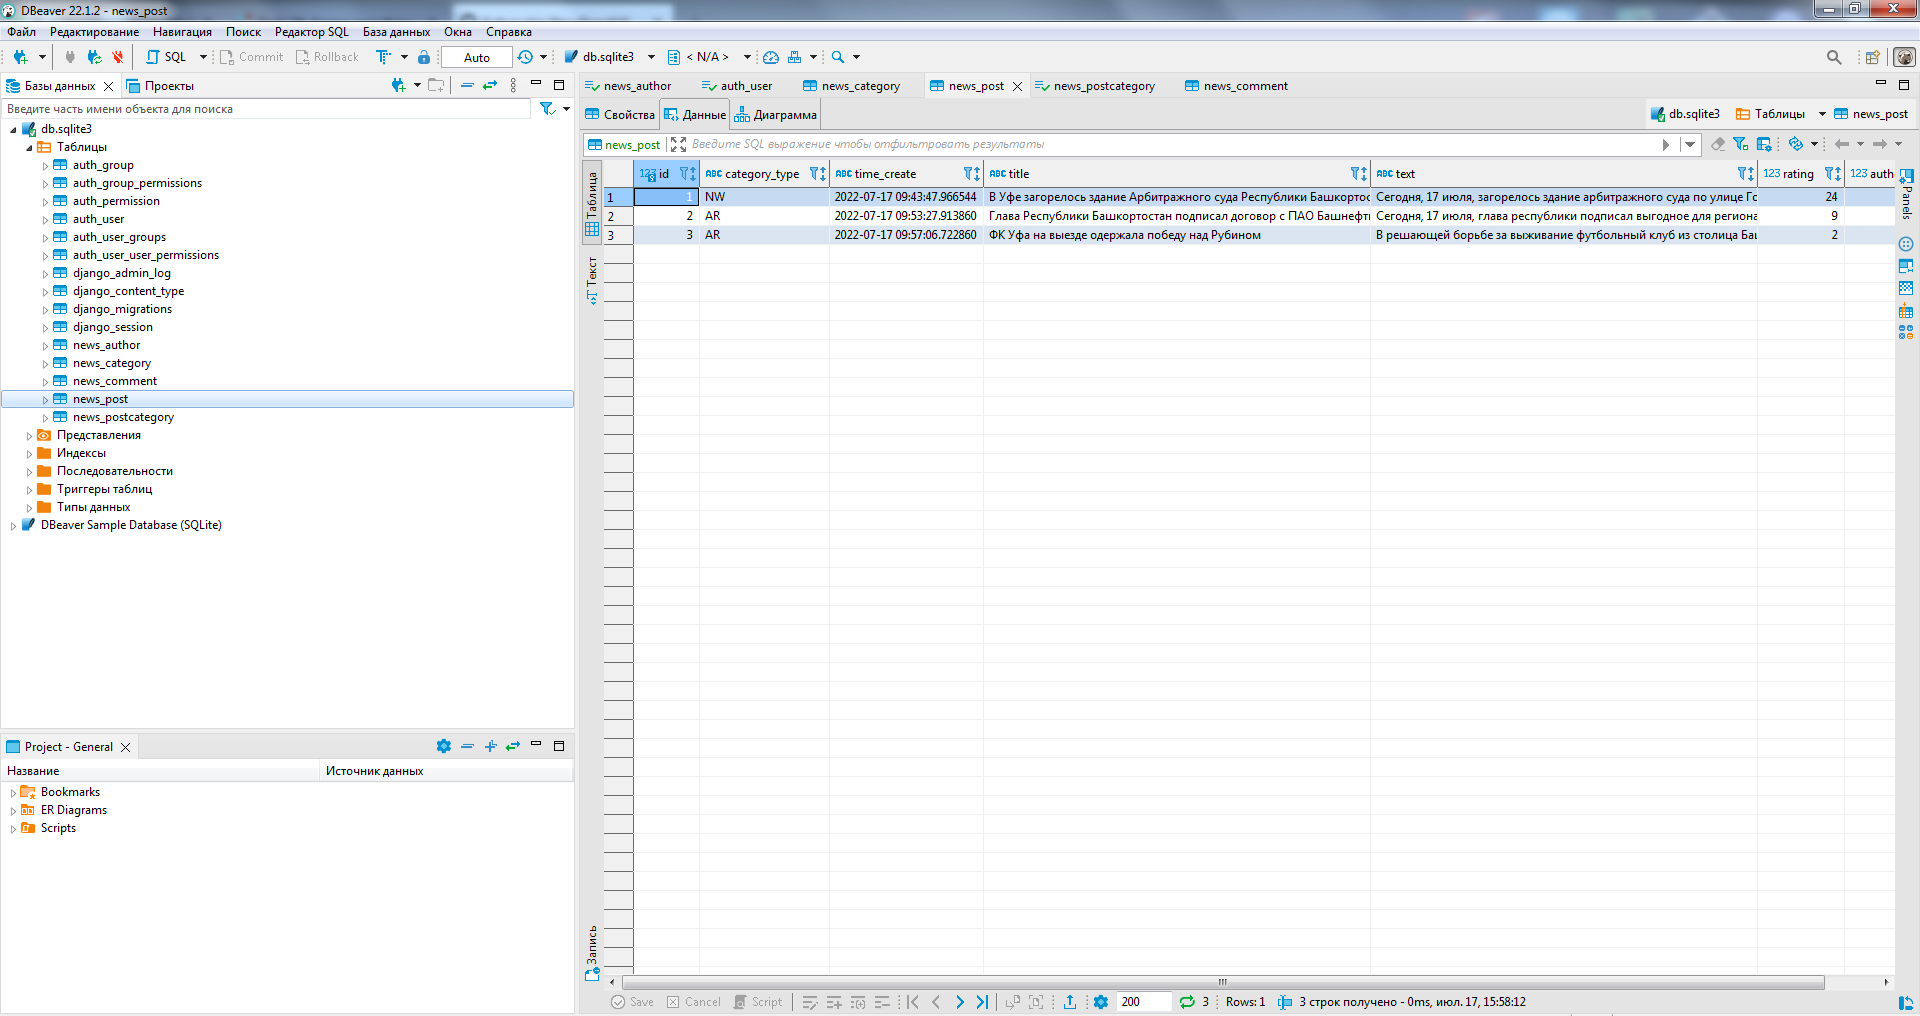 DBeaver 22.1.2 - news_post
Файл Редактирование Навигация Поиск Редактор SQL База данных Окна Справка
SQL Commit Rollback Auto db.sqlite3 < N/A >
Базы данных Проекты
Введите часть имени объекта для поиска
db.sqlite3
Таблицы
auth_group
auth_group_permissions
auth_permission
auth_user
auth_user_groups
auth_user_user_permissions
django_admin_log
django_content_type
django_migrations
django_session
news_author
news_category
news_comment
news_post
news_postcategory
Представления
Индексы
Последовательности
Триггеры таблиц
Типы данных
DBeaver Sample Database (SQLite)
Project - General
Название Источник данных
Bookmarks
ER Diagrams
Scripts
news_author auth_user news_category news_post news_postcategory news_comment
Свойства Данные Диаграмма db.sqlite3 Таблицы news_post
news_post Введите SQL выражение чтобы отфильтровать результаты
Таблица
Текст
Запись
Panels
123 id ABC category_type ABC time_create ABC title ABC text 123 rating 123 auth
1 1 NW 2022-07-17 09:43:47.966544 В Уфе загорелось здание Арбитражного суда Республики Башкортос Сегодня, 17 июля, загорелось здание арбитражного суда по улице Го 24
2 2 AR 2022-07-17 09:53:27.913860 Глава Республики Башкортостан подписал договор с ПАО Башнефть Сегодня, 17 июля, глава республики подписал выгодное для региона 9
3 3 AR 2022-07-17 09:57:06.722860 ФК Уфа на выезде одержала победу над Рубином В решающей борьбе за выживание футбольный клуб из столица Баш 2
Save Cancel Script 200 3 Rows: 1 3 строк получено - 0ms, июл. 17, 15:58:12